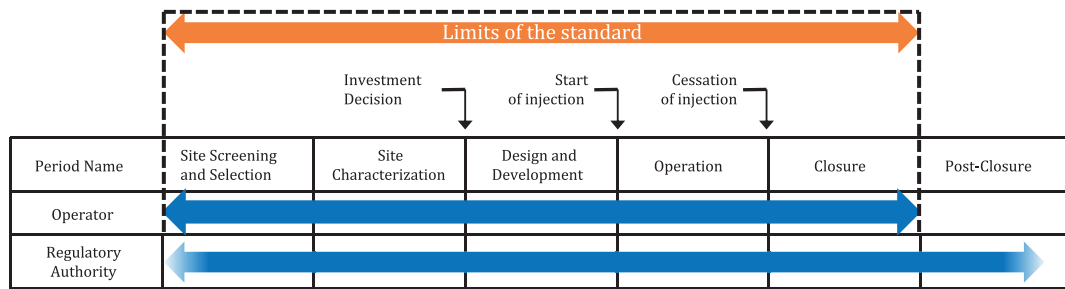 Limits of the standard
Investment
Decision
Start
of injection
Cessation
of injection
Period Name
Site Screening
and Selection
Site
Characterization
Design and
Development
Operation
Closure
Post-Closure
Operator
Regulatory
Authority